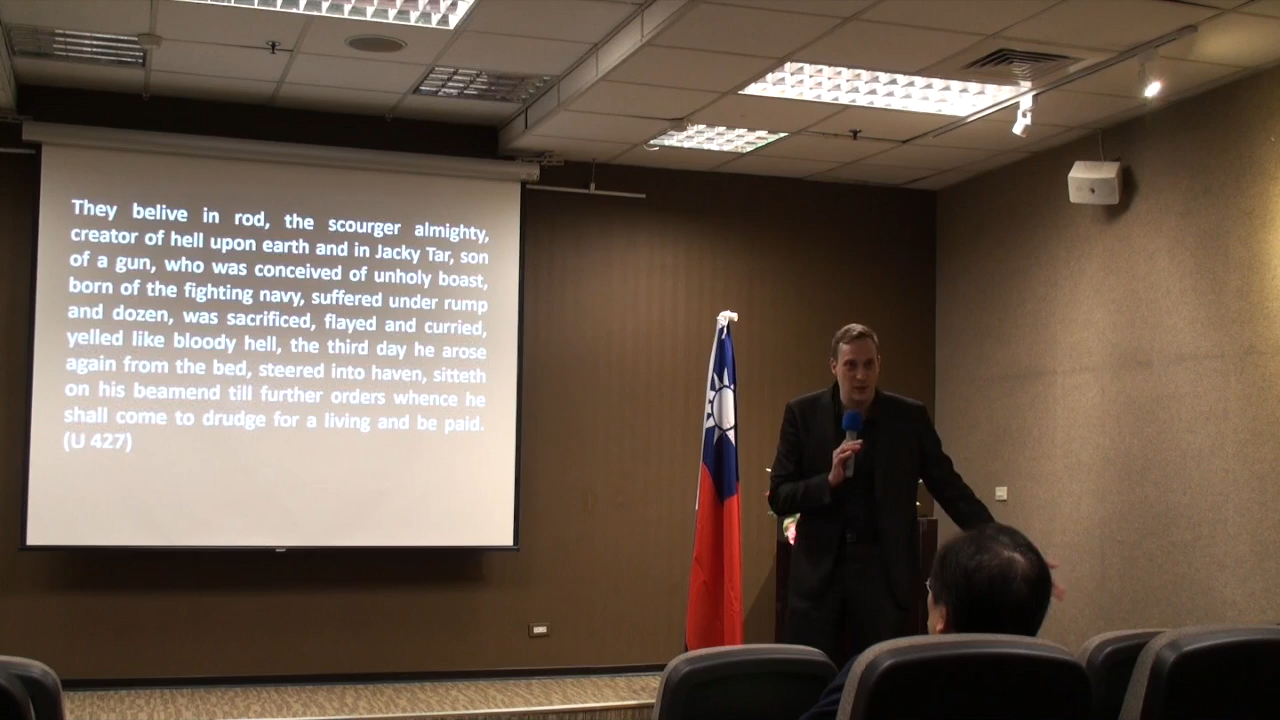 They belive in rod, the scourger almighty,
creator of hell upon earth and in Jacky Tar, son
of a gun, who was conceived of unholy boast,
born of the fighting navy, suffered under rump
and dozen, was sacrificed, flayed and curried,
yelled like bloody hell, the third day he arose
again from the bed, steered into haven, sitteth
on his beamend till further orders whence he
shall come to drudge for a living and be paid.
(U 427)